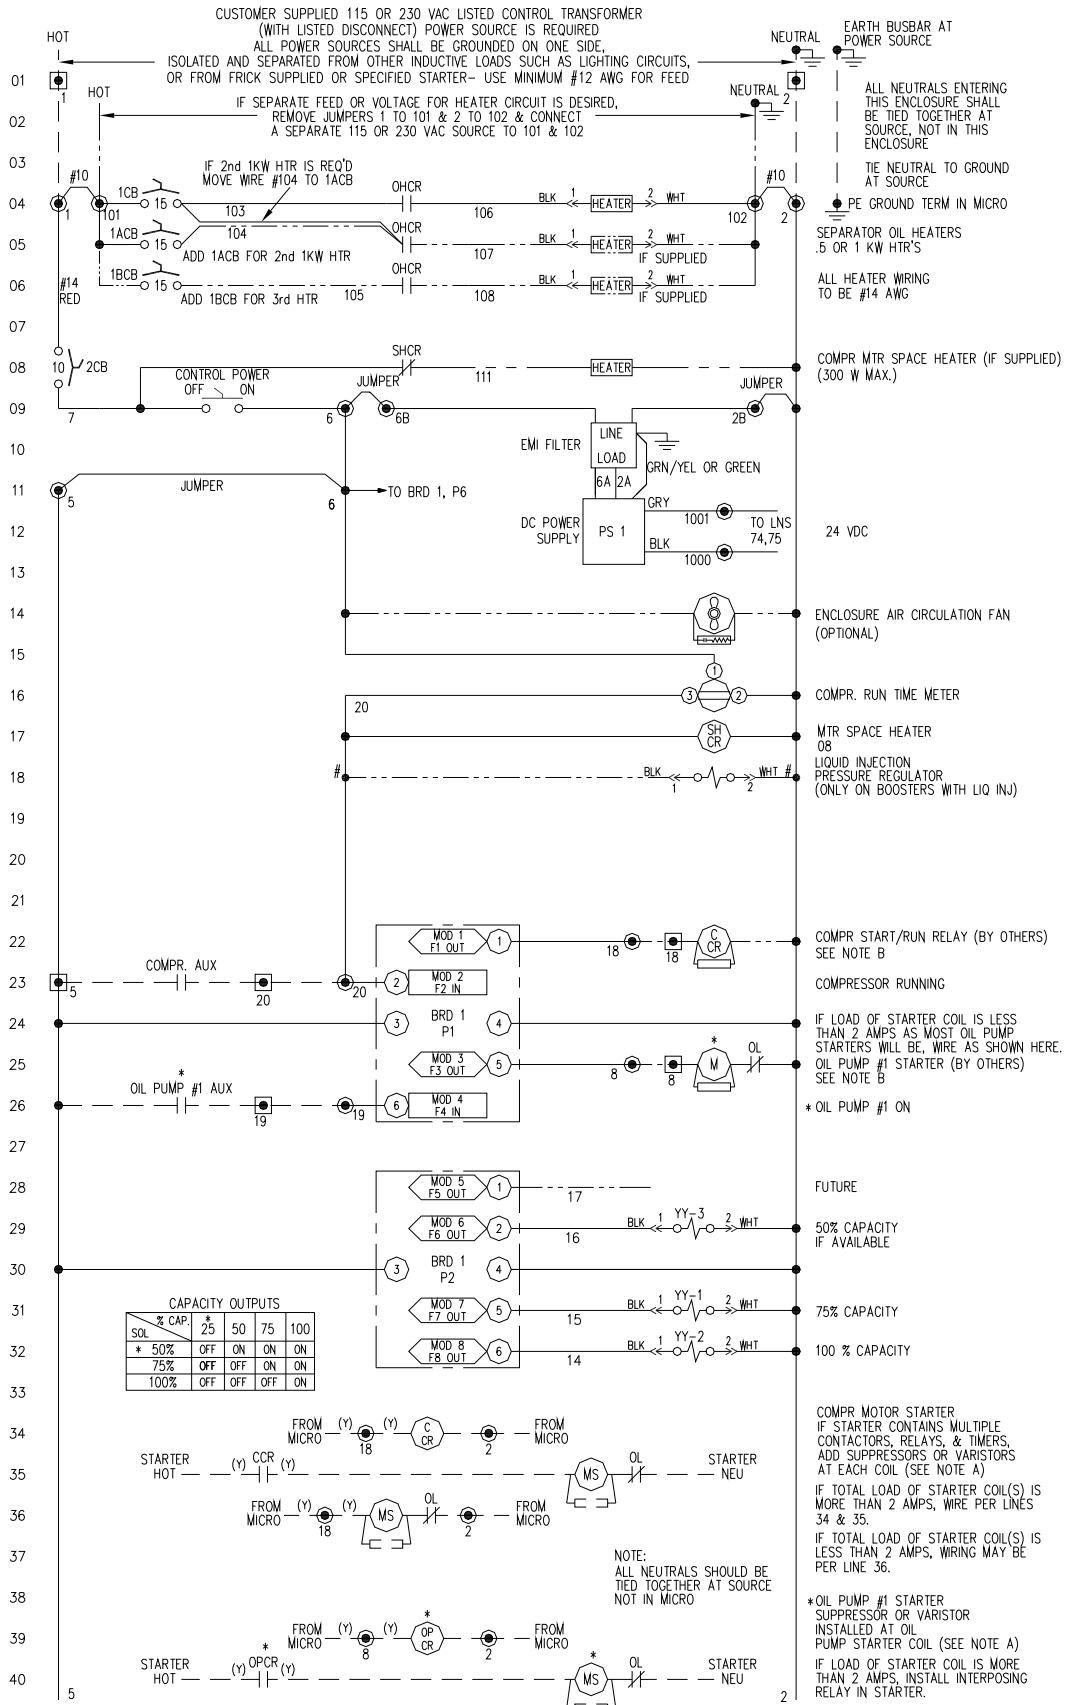 CUSTOMER SUPPLIED 115 OR 230 VAC LISTED CONTROL TRANSFORMER
(WITH LISTED DISCONNECT) POWER SOURCE IS REQUIRED
ALL POWER SOURCES SHALL BE GROUNDED ON ONE SIDE,
ISOLATED AND SEPARATED FROM OTHER INDUCTIVE LOADS SUCH AS LIGHTING CIRCUITS,
OR FROM FRICK SUPPLIED OR SPECIFIED STARTER- USE MINIMUM #12 AWG FOR FEED
HOT
NEUTRAL
EARTH BUSBAR AT
POWER SOURCE
01
1
2
HOT
NEUTRAL
IF SEPARATE FEED OR VOLTAGE FOR HEATER CIRCUIT IS DESIRED,
REMOVE JUMPERS 1 TO 101 & 2 TO 102 & CONNECT
A SEPARATE 115 OR 230 VAC SOURCE TO 101 & 102
ALL NEUTRALS ENTERING
THIS ENCLOSURE SHALL
BE TIED TOGETHER AT
SOURCE, NOT IN THIS
ENCLOSURE
02
03
IF 2nd 1KW HTR IS REQ'D
MOVE WIRE #104 TO 1ACB
TIE NEUTRAL TO GROUND
AT SOURCE
#10
1CB
OHCR
#10
04
1
101
15
103
106
BLK
1
HEATER
2
WHT
102
2
PE GROUND TERM IN MICRO
SEPARATOR OIL HEATERS
.5 OR 1 KW HTR'S
05
1ACB
15
104
ADD 1ACB FOR 2nd 1KW HTR
OHCR
107
BLK
1
HEATER
2
WHT
IF SUPPLIED
06
#14
RED
1BCB
15
ADD 1BCB FOR 3rd HTR
105
OHCR
108
BLK
1
HEATER
2
WHT
IF SUPPLIED
ALL HEATER WIRING
TO BE #14 AWG
07
08
10
2CB
SHCR
111
HEATER
COMPR MTR SPACE HEATER (IF SUPPLIED)
(300 W MAX.)
CONTROL POWER
OFF
ON
JUMPER
JUMPER
09
7
6
6B
2B
LINE
LOAD
10
EMI FILTER
GRN/YEL OR GREEN
6A
2A
11
5
JUMPER
6
TO BRD 1, P6
GRY
1001
TO LNS
74,75
12
DC POWER
SUPPLY
PS 1
24 VDC
BLK
1000
13
14
ENCLOSURE AIR CIRCULATION FAN
(OPTIONAL)
15
1
16
20
3
2
COMPR. RUN TIME METER
17
SH
CR
MTR SPACE HEATER
08
18
#
BLK
1
2
WHT
#
LIQUID INJECTION
PRESSURE REGULATOR
(ONLY ON BOOSTERS WITH LIQ INJ)
19
20
21
22
MOD 1
F1 OUT
1
18
18
C
CR
COMPR START/RUN RELAY (BY OTHERS)
SEE NOTE B
23
5
COMPR. AUX
20
20
2
MOD 2
F2 IN
COMPRESSOR RUNNING
24
3
BRD 1
P1
4
IF LOAD OF STARTER COIL IS LESS
THAN 2 AMPS AS MOST OIL PUMP
STARTERS WILL BE, WIRE AS SHOWN HERE.
25
MOD 3
F3 OUT
5
8
8
*
M
OL
OIL PUMP #1 STARTER (BY OTHERS)
SEE NOTE B
26
*
OIL PUMP #1 AUX
19
19
6
MOD 4
F4 IN
* OIL PUMP #1 ON
27
28
MOD 5
F5 OUT
1
17
FUTURE
29
MOD 6
F6 OUT
2
16
BLK
1
YY-3
2
WHT
50% CAPACITY
IF AVAILABLE
30
3
BRD 1
P2
4
31
MOD 7
F7 OUT
5
15
BLK
1
YY-1
2
WHT
75% CAPACITY
32
MOD 8
F8 OUT
6
14
BLK
1
YY-2
2
WHT
100 % CAPACITY
CAPACITY OUTPUTS
SOL % CAP. * 25 50 75 100
* 50% OFF ON ON ON
75% OFF OFF ON ON
100% OFF OFF OFF ON
33
34
FROM
MICRO
(Y)
18
(Y)
C
CR
2
FROM
MICRO
COMPR MOTOR STARTER
IF STARTER CONTAINS MULTIPLE
CONTACTORS, RELAYS, & TIMERS,
ADD SUPPRESSORS OR VARISTORS
AT EACH COIL (SEE NOTE A)
35
STARTER
HOT
(Y)
CCR
(Y)
MS
OL
STARTER
NEU
36
FROM
MICRO
(Y)
18
(Y)
MS
OL
2
FROM
MICRO
IF TOTAL LOAD OF STARTER COIL(S) IS
MORE THAN 2 AMPS, WIRE PER LINES
34 & 35.
IF TOTAL LOAD OF STARTER COIL(S) IS
LESS THAN 2 AMPS, WIRING MAY BE
PER LINE 36.
37
NOTE:
ALL NEUTRALS SHOULD BE
TIED TOGETHER AT SOURCE
NOT IN MICRO
38
39
FROM
MICRO
(Y)
8
(Y)
*
OP
CR
2
FROM
MICRO
* OIL PUMP #1 STARTER
SUPPRESSOR OR VARISTOR
INSTALLED AT OIL
PUMP STARTER COIL (SEE NOTE A)
40
5
STARTER
HOT
(Y)
*
OPCR
(Y)
*
MS
OL
STARTER
NEU
2
IF LOAD OF STARTER COIL IS MORE
THAN 2 AMPS, INSTALL INTERPOSING
RELAY IN STARTER.